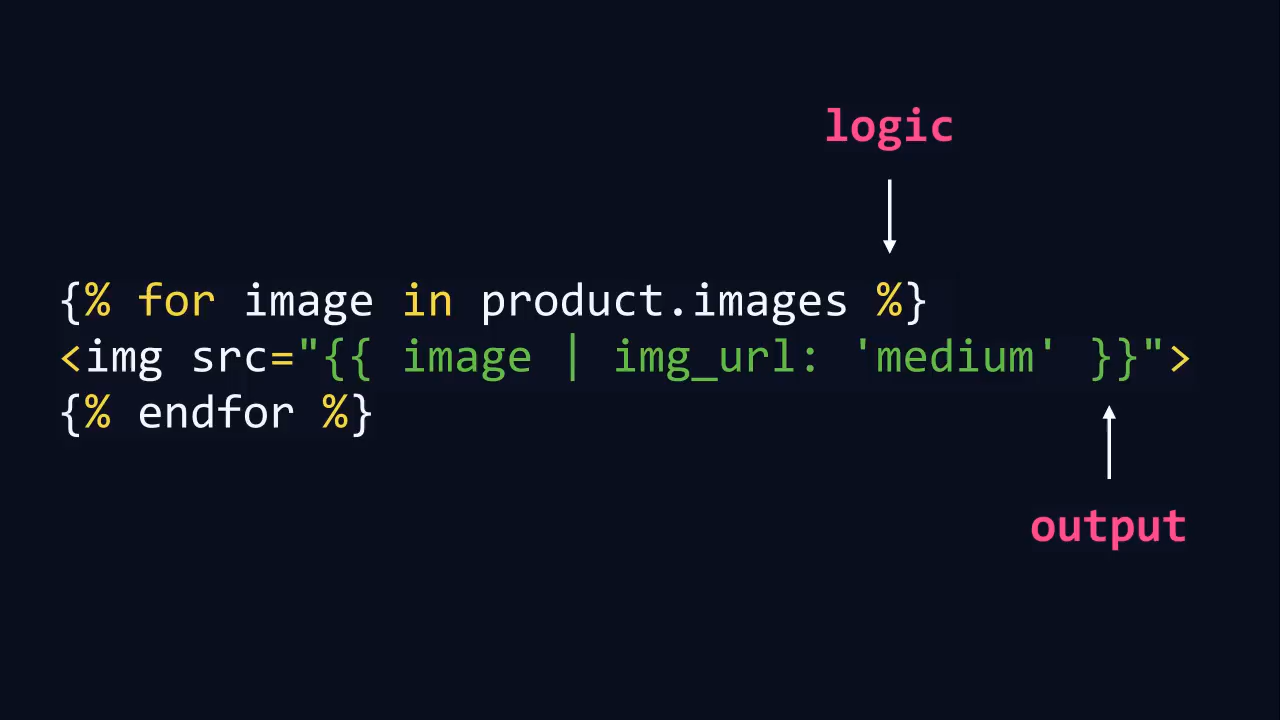 logic
{% for image in product.images %}
<img src="{{ image | img_url: 'medium' }}">
{% endfor %}
output